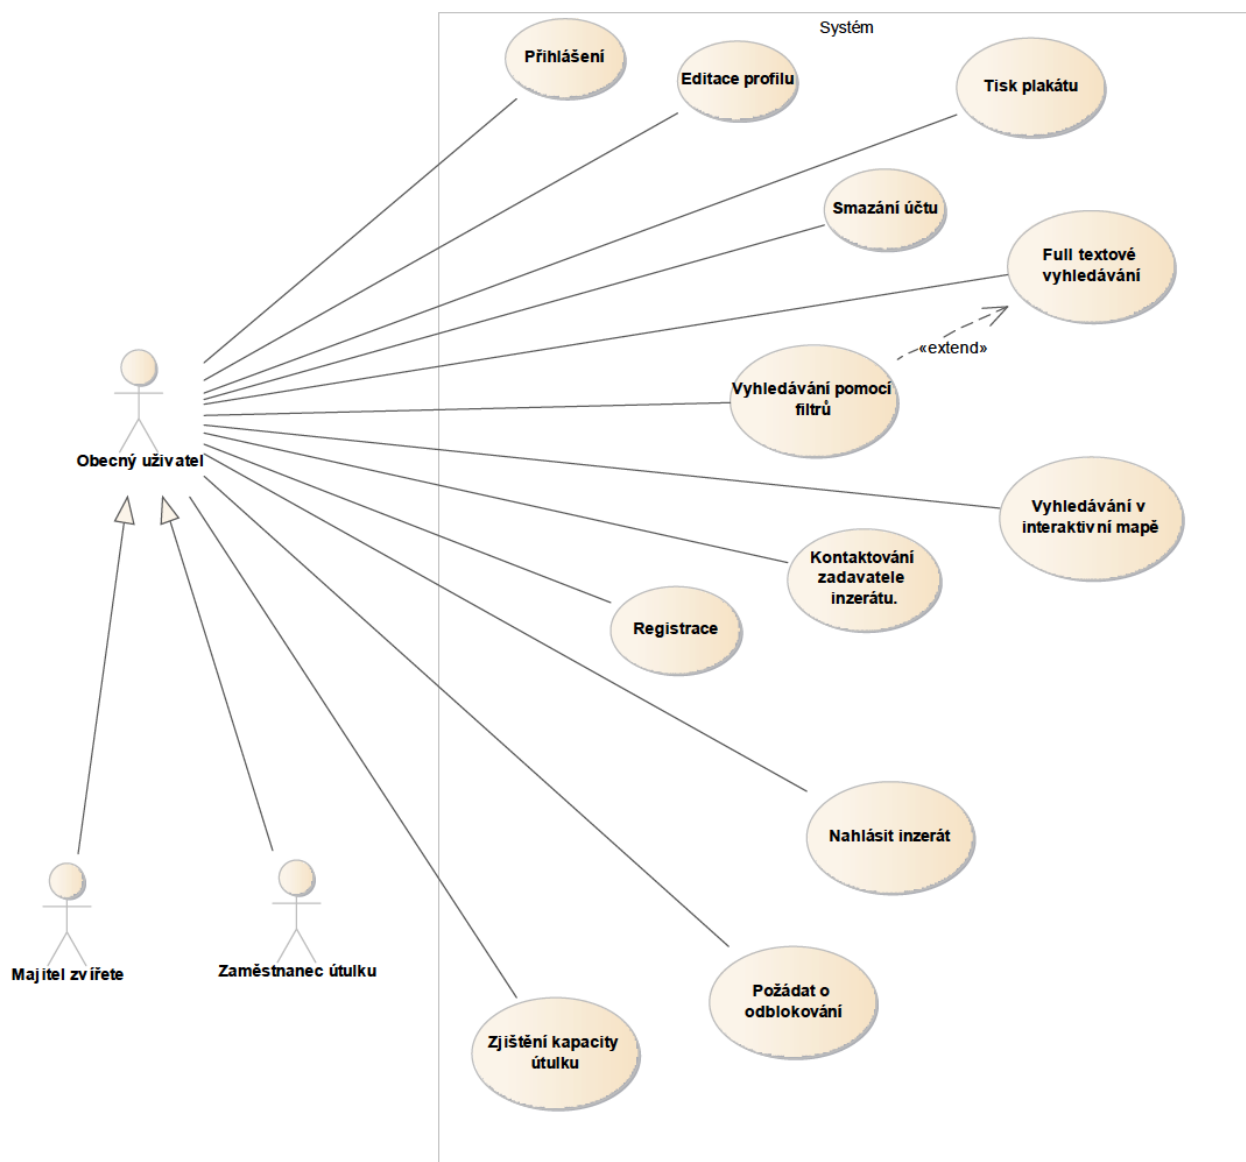 Systém
Přihlášení
Editace profilu
Tisk plakátu
Smazání účtu
Full textové
vyhledávání
«extend»
Vyhledávání pomocí
filtrů
Obecný uživatel
Vyhledávání v
interaktivní mapě
Kontaktování
zadavatele
inzerátu.
Registrace
Nahlásit inzerát
Majitel zvířete
Zaměstnanec útulku
Požádat o
odblokování
Zjištění kapacity
útulku